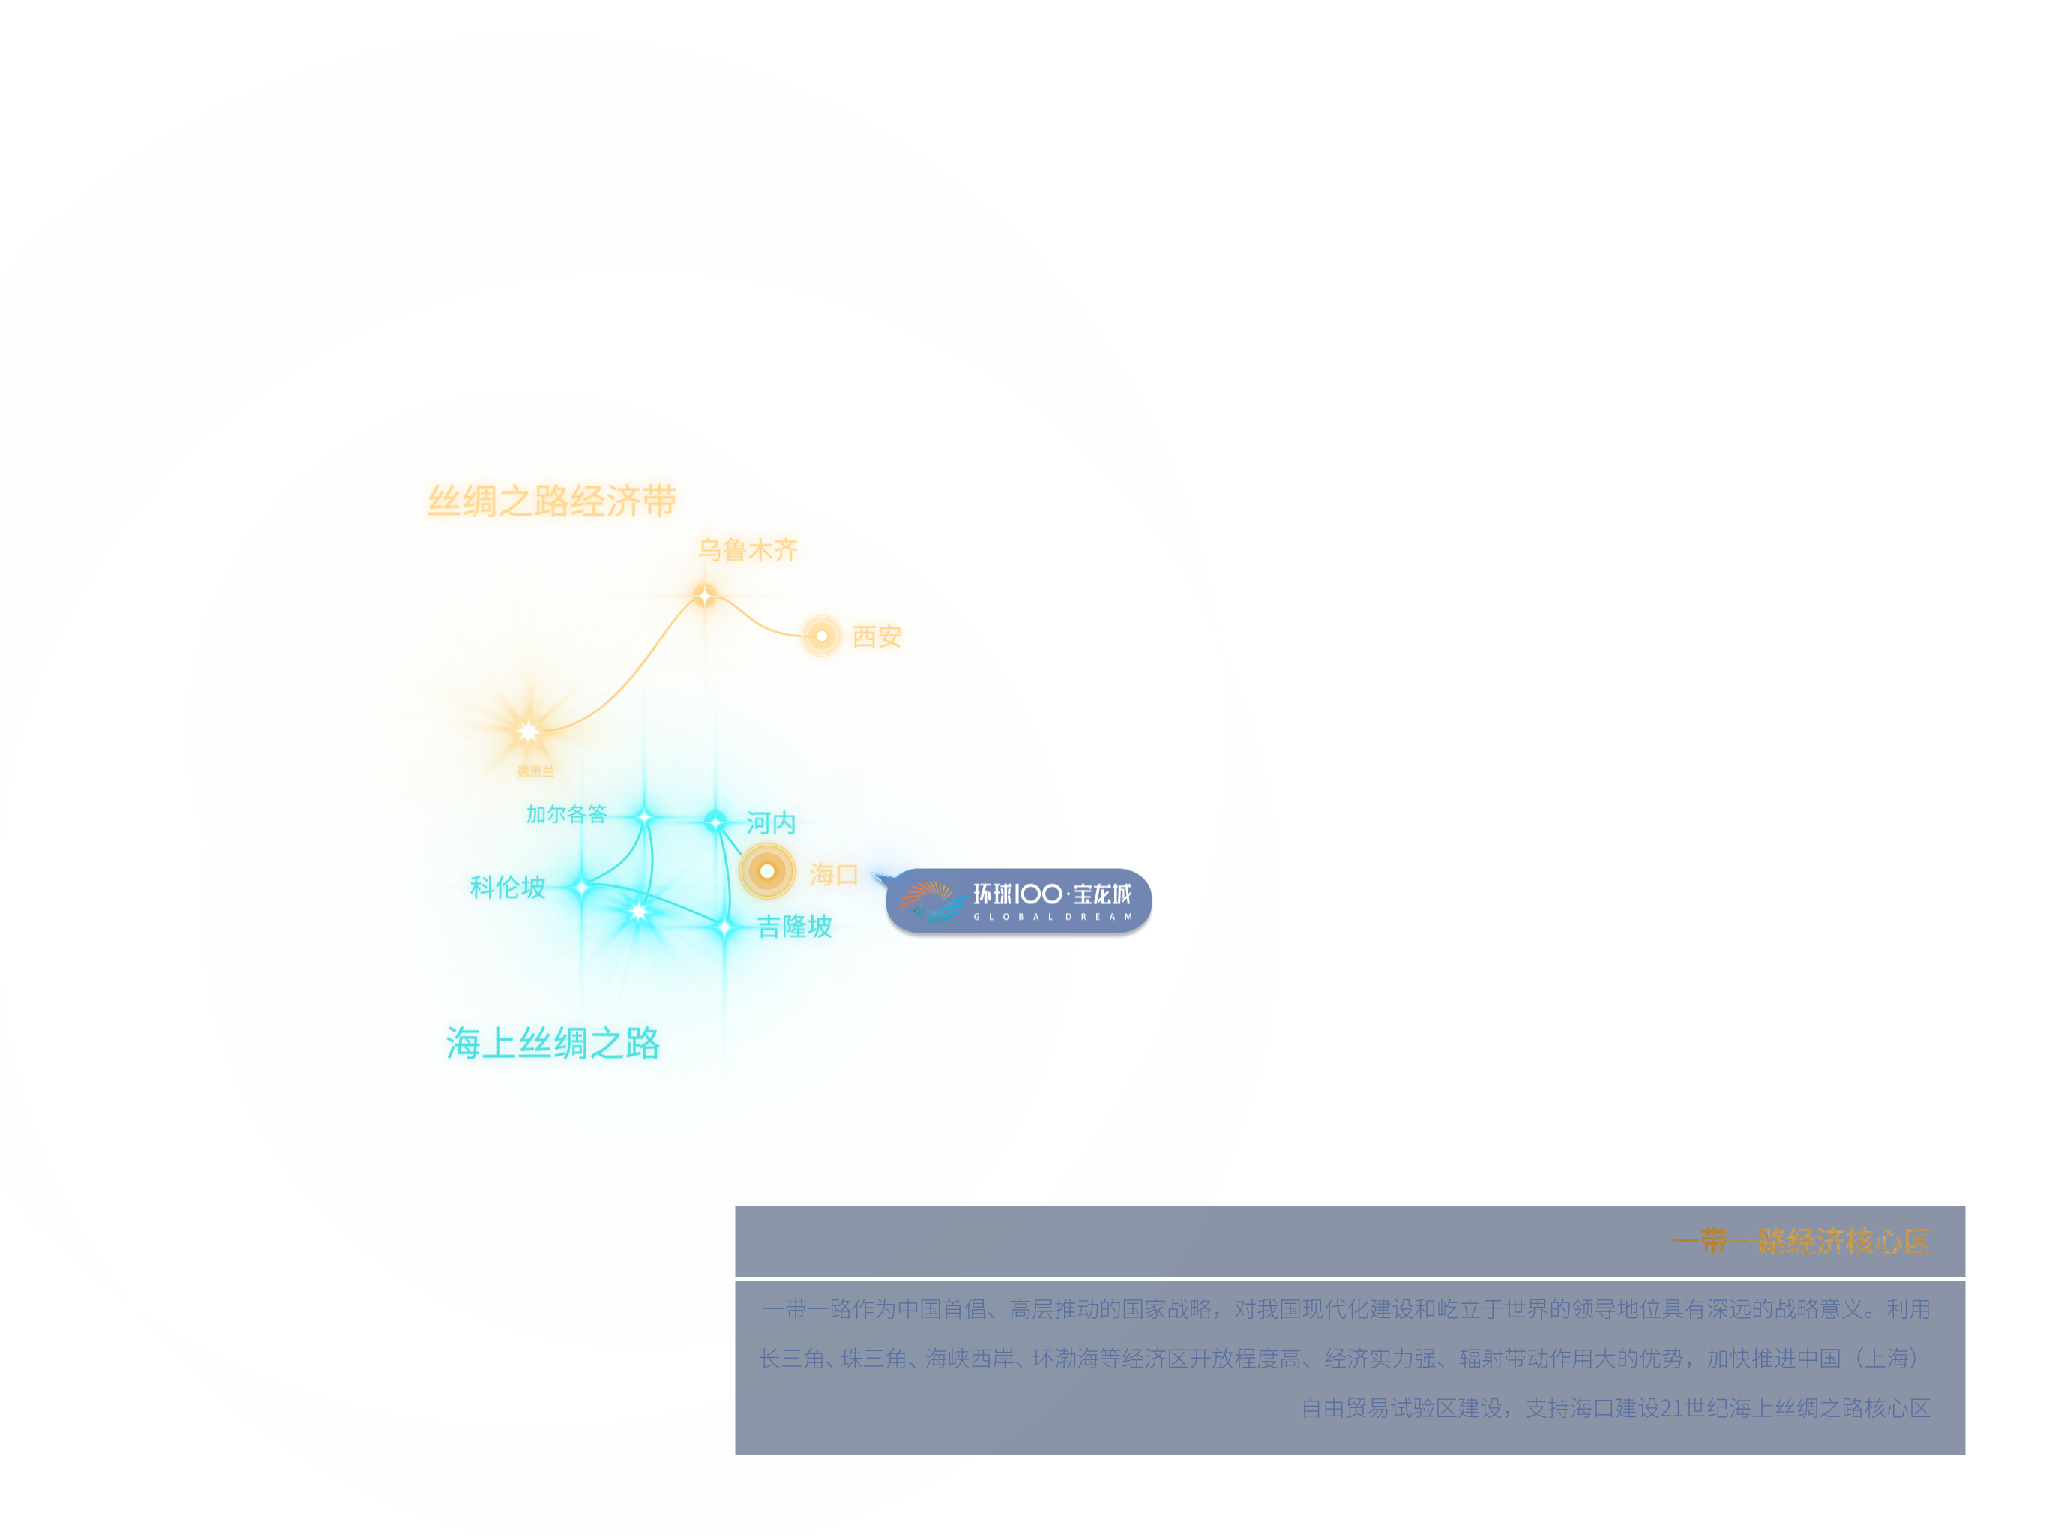 丝绸之路经济带
乌鲁木齐
西安
德黑兰
加尔各答
河内
海口
科伦坡
环球100·宝龙城
GLOBAL DREAM
吉隆坡
海上丝绸之路
一带一路经济核心区
一带一路作为中国首倡、高层推动的国家战略，对我国现代化建设和屹立于世界的领导地位具有深远的战略意义。利用
长三角、珠三角、海峡西岸、环渤海等经济区开放程度高、经济实力强、辐射带动作用大的优势，加快推进中国（上海）
自由贸易试验区建设，支持海口建设21世纪海上丝绸之路核心区